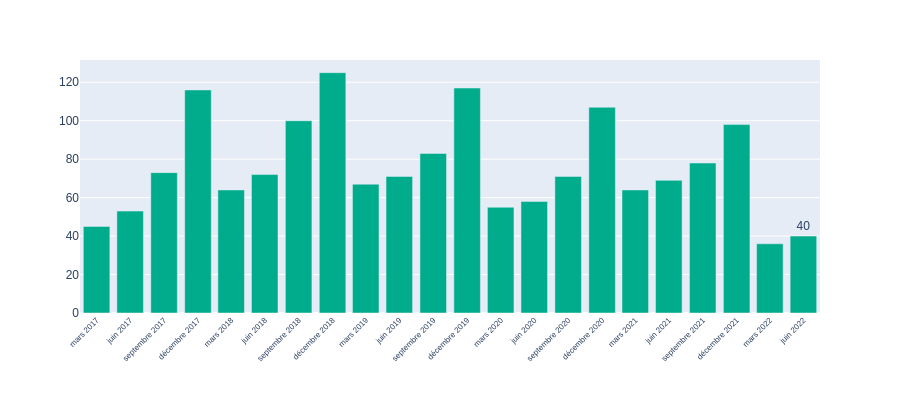 120
100
80
60
40
20
0
40
mars 2017
juin 2017
septembre 2017
décembre 2017
mars 2018
juin 2018
septembre 2018
décembre 2018
mars 2019
juin 2019
septembre 2019
décembre 2019
mars 2020
juin 2020
septembre 2020
décembre 2020
mars 2021
juin 2021
septembre 2021
décembre 2021
mars 2022
juin 2022